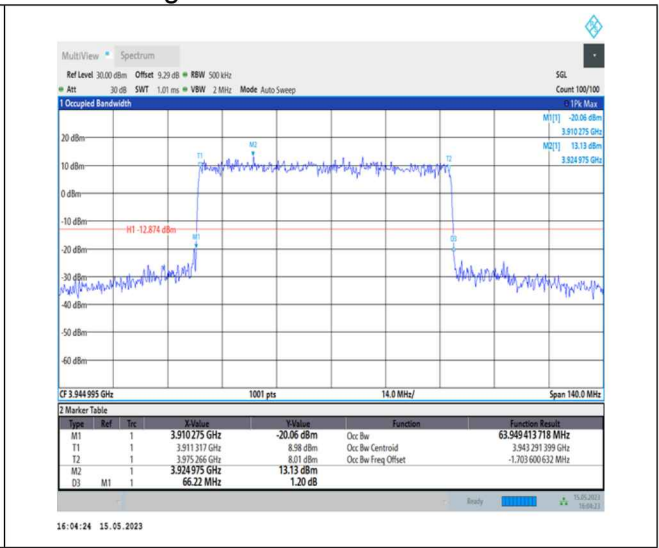 MultiView Spectrum
Ref Level 30.00 dBm Offset 9.29 dB RBW 500 kHz SGL
Att 30 dB SWT 1.01 ms VBW 2 MHz Mode Auto Sweep Count 100/100
1 Occupied Bandwidth 1Pk Max
M1[1] -20.06 dBm
3.910 275 GHz
M2[1] 13.13 dBm
3.924 975 GHz
20 dBm
M2
T1
T2
10 dBm
0 dBm
-10 dBm
H1 -12.874 dBm
M1
D3
-20 dBm
-30 dBm
-40 dBm
-50 dBm
-60 dBm
CF 3.944 995 GHz 1001 pts 14.0 MHz/ Span 140.0 MHz
2 Marker Table
Type Ref Trc X-Value Y-Value Function Function Result
M1 1 3.910 275 GHz -20.06 dBm Occ Bw 63.949 413 718 MHz
T1 1 3.911 317 GHz 8.98 dBm Occ Bw Centroid 3.943 291 399 GHz
T2 1 3.975 266 GHz 8.01 dBm Occ Bw Freq Offset -1.703 600 632 MHz
M2 1 3.924 975 GHz 13.13 dBm
D3 M1 1 66.22 MHz 1.20 dB
Ready 15.05.2023
16:04:23
16:04:24 15.05.2023